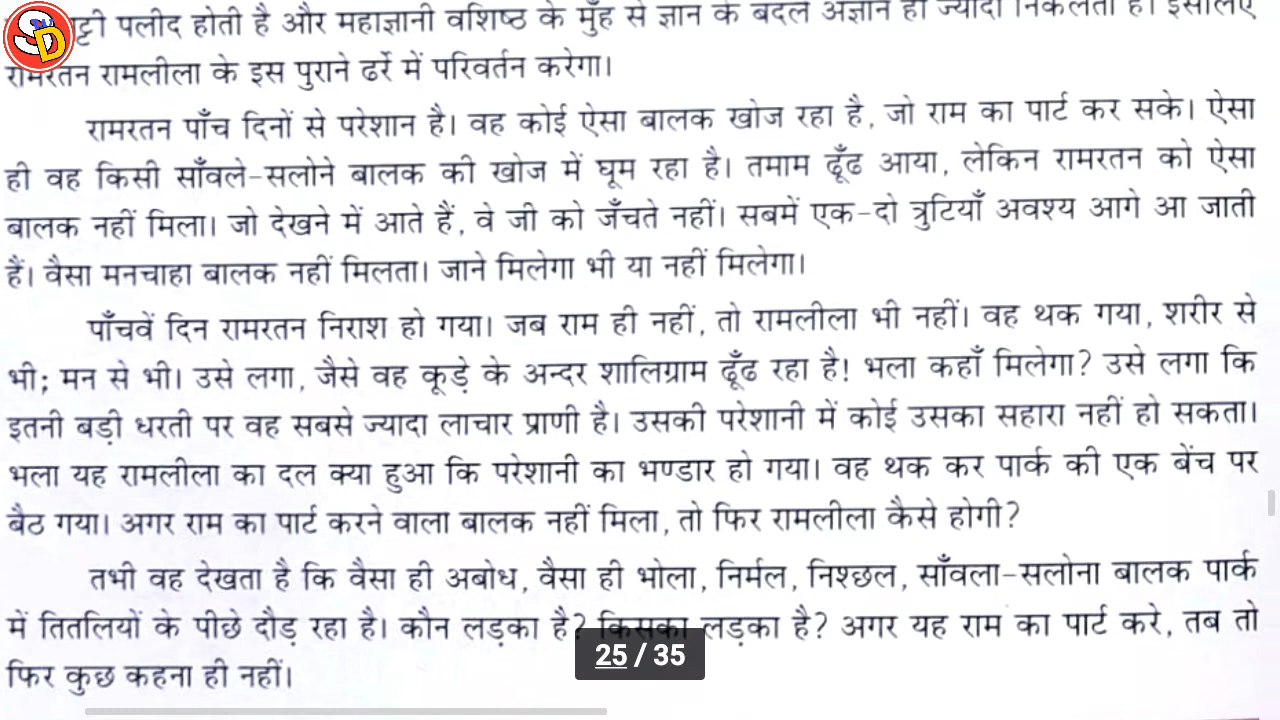 SD
पलीद होती है और महाज्ञानी वशिष्ठ के मुँह से ज्ञान के बदले अज्ञान ही ज्यादा निकलता है। इसीलिए
रामरतन रामलीला के इस पुराने ढर्रे में परिवर्तन करेगा।
रामरतन पाँच दिनों से परेशान है। वह कोई ऐसा बालक खोज रहा है, जो राम का पार्ट कर सके। ऐसा
ही वह किसी साँवले-सलोने बालक की खोज में घूम रहा है। तमाम ढूँढ आया, लेकिन रामरतन को ऐसा
बालक नहीं मिला। जो देखने में आते हैं, वे जी को जँचते नहीं। सबमें एक-दो त्रुटियाँ अवश्य आगे आ जाती
हैं। वैसा मनचाहा बालक नहीं मिलता। जाने मिलेगा भी या नहीं मिलेगा।
पाँचवें दिन रामरतन निराश हो गया। जब राम ही नहीं, तो रामलीला भी नहीं। वह थक गया, शरीर से
भी; मन से भी। उसे लगा, जैसे वह कूड़े के अन्दर शालिग्राम ढूँढ रहा है! भला कहाँ मिलेगा? उसे लगा कि
इतनी बड़ी धरती पर वह सबसे ज्यादा लाचार प्राणी है। उसकी परेशानी में कोई उसका सहारा नहीं हो सकता।
भला यह रामलीला का दल क्या हुआ कि परेशानी का भण्डार हो गया। वह थक कर पार्क की एक बेंच पर
बैठ गया। अगर राम का पार्ट करने वाला बालक नहीं मिला, तो फिर रामलीला कैसे होगी?
तभी वह देखता है कि वैसा ही अबोध, वैसा ही भोला, निर्मल, निश्छल, साँवला-सलोना बालक पार्क
में तितलियों के पीछे दौड़ रहा है। कौन लड़का है? किसका लड़का है? अगर यह राम का पार्ट करे, तब तो
फिर कुछ कहना ही नहीं।
25 / 35